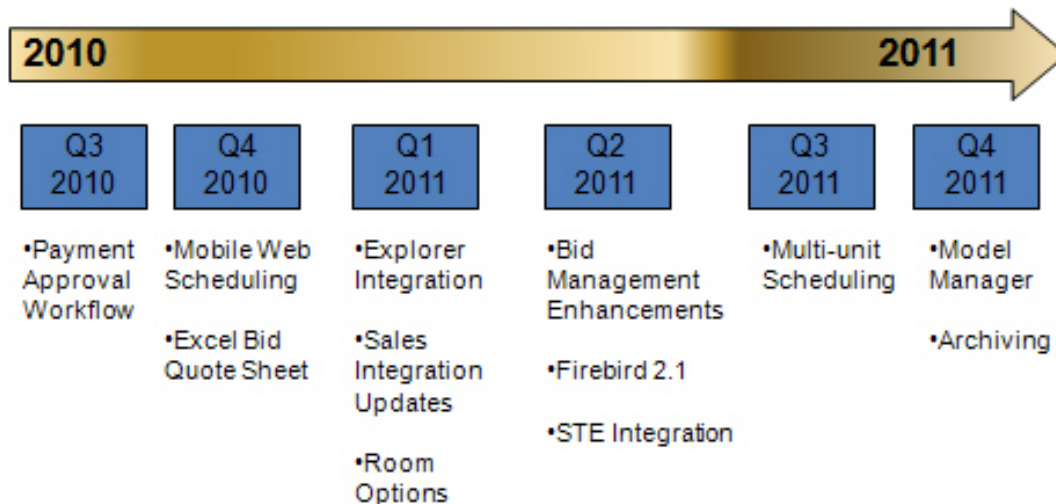 2010
2011
Q3
2010
Q4
2010
Q1
2011
Q2
2011
Q3
2011
Q4
2011
•Payment
Approval
Workflow
•Mobile Web
Scheduling
•Excel Bid
Quote Sheet
•Explorer
Integration
•Sales
Integration
Updates
•Room
Options
•Bid
Management
Enhancements
•Firebird 2.1
•STE Integration
•Multi-unit
Scheduling
•Model
Manager
•Archiving